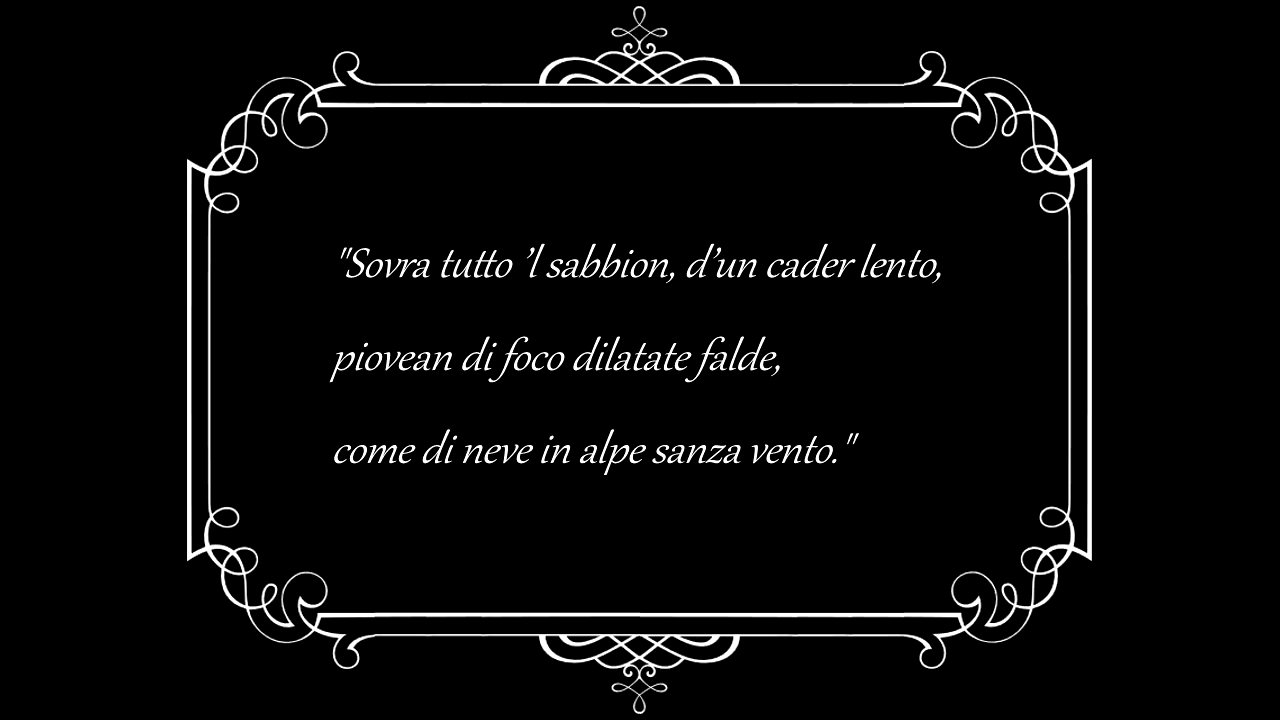 "Sovra tutto ’l sabbion, d’un cader lento,
piovean di foco dilatate falde,
come di neve in alpe sanza vento."